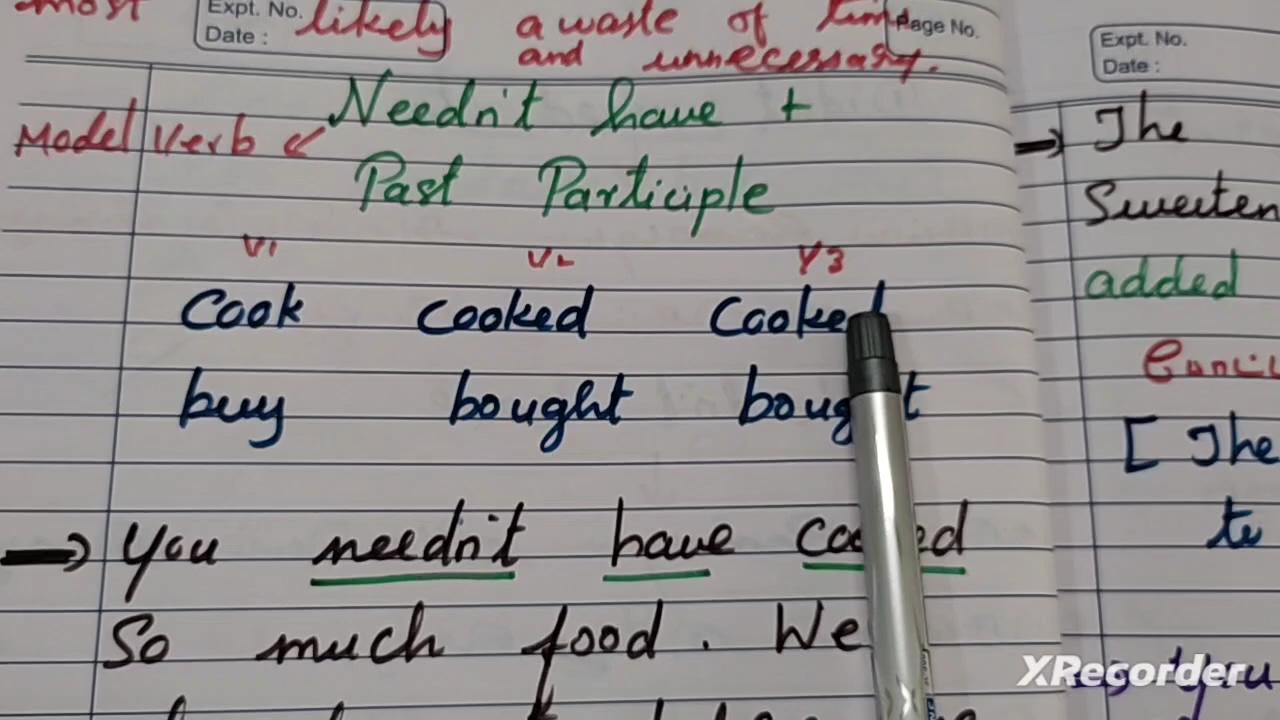 most likely a waste of time
and unnecessary.
Expt. No.
Date :
Page No.
Needn't have +
Model Verb
Past Participle
V1 V2 V3
Cook cooked Cooked
buy bought bought
You needn't have cooked
So much food. We
Expt. No.
Date :
The
added
[ The
XRecorder